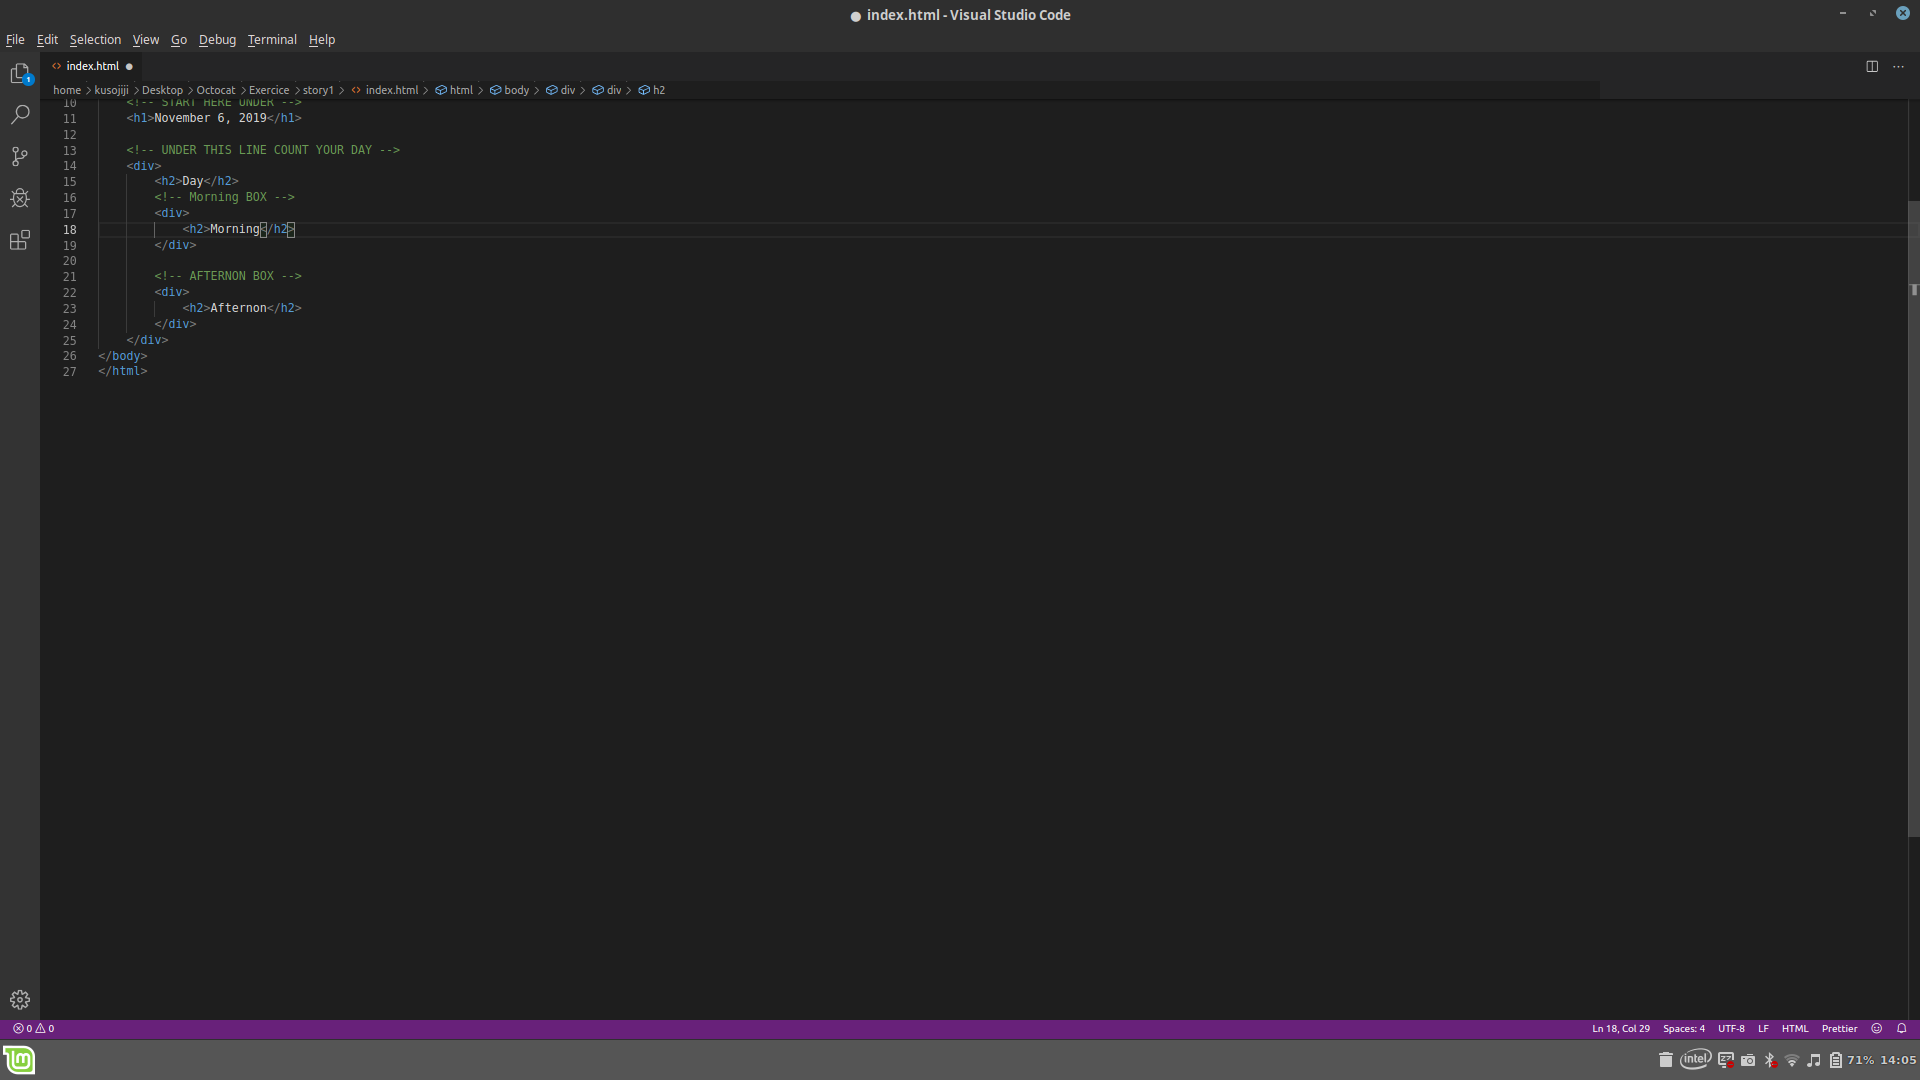 ● index.html - Visual Studio Code
File Edit Selection View Go Debug Terminal Help
1
<> index.html ●
home > kusojiji > Desktop > Octocat > Exercice > story1 > <> index.html > html > body > div > div > h2
10 <!-- START HERE UNDER -->
11 <h1>November 6, 2019</h1>
12
13 <!-- UNDER THIS LINE COUNT YOUR DAY -->
14 <div>
15 <h2>Day</h2>
16 <!-- Morning BOX -->
17 <div>
18 <h2>Morning</h2>
19 </div>
20
21 <!-- AFTERNON BOX -->
22 <div>
23 <h2>Afternon</h2>
24 </div>
25 </div>
26 </body>
27 </html>
0 0 Ln 18, Col 29 Spaces: 4 UTF-8 LF HTML Prettier
intel 71% 14:05